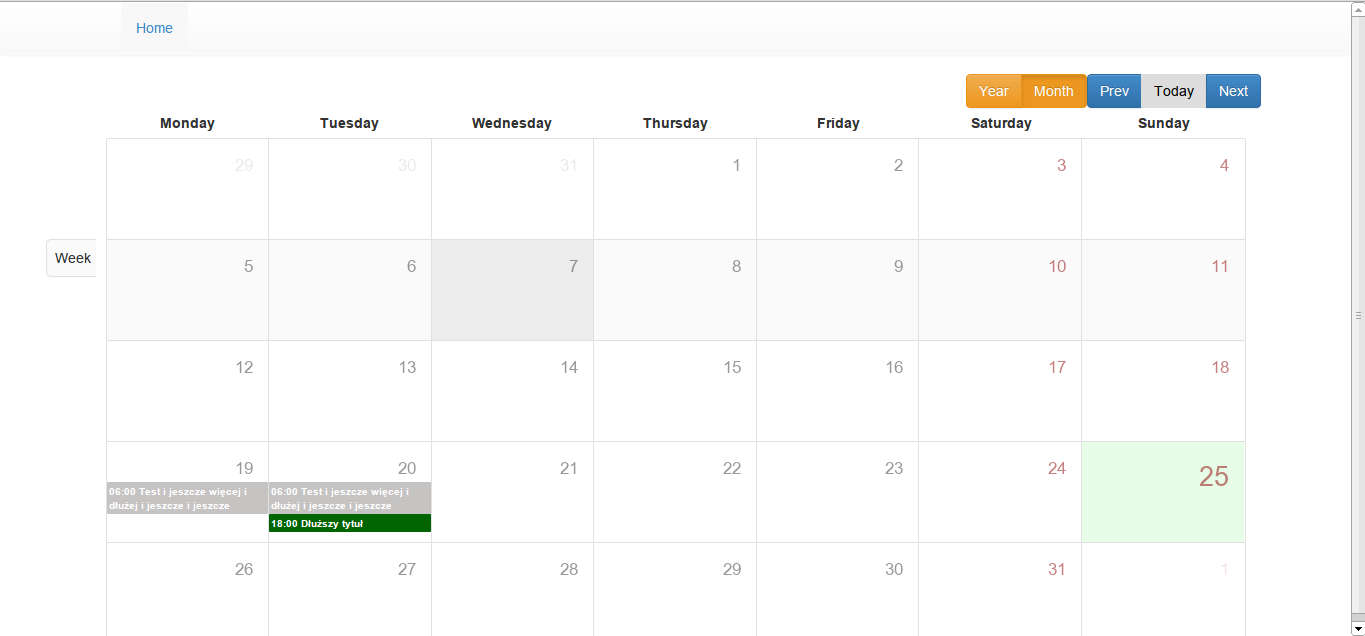 Home
Year Month Prev Today Next
Monday Tuesday Wednesday Thursday Friday Saturday Sunday
29 30 31 1 2 3 4
Week
5 6 7 8 9 10 11
12 13 14 15 16 17 18
19 20 21 22 23 24 25
06:00 Test i jeszcze więcej i
dłużej i jeszcze i jeszcze
06:00 Test i jeszcze więcej i
dłużej i jeszcze i jeszcze
18:00 Dłuższy tytuł
26 27 28 29 30 31 1